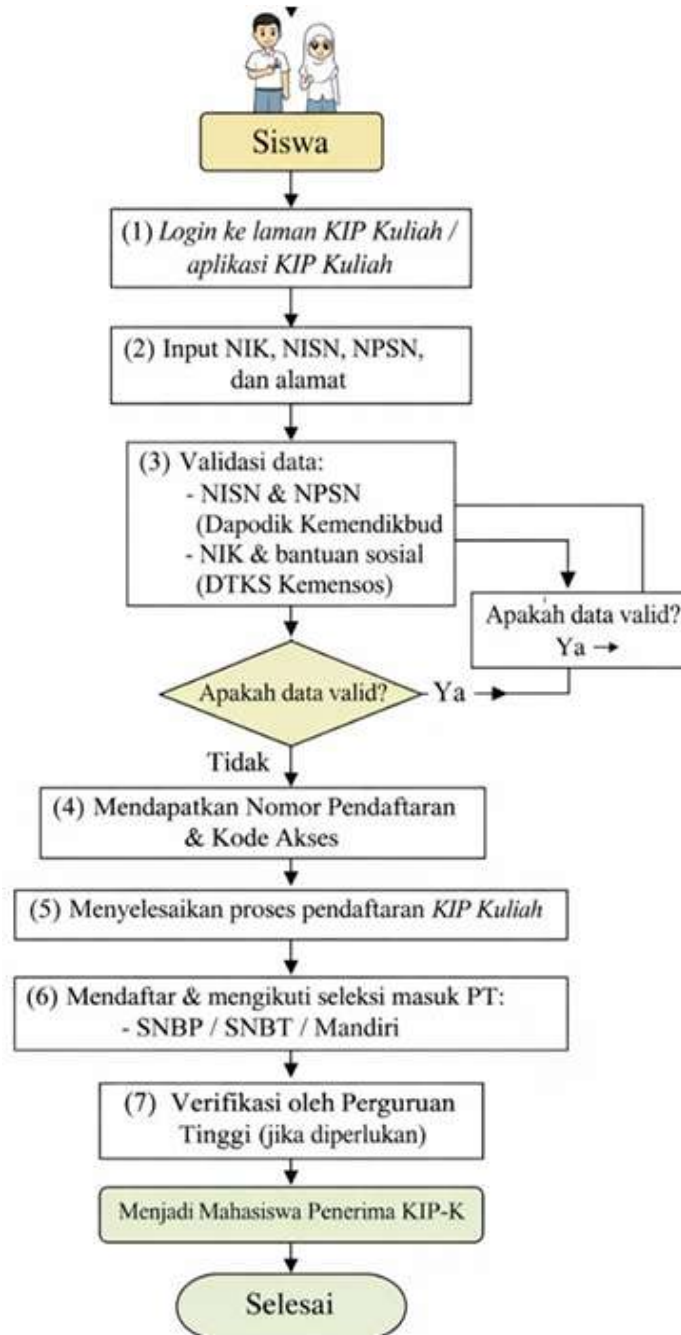 Siswa
(1) Login ke laman KIP Kuliah /
aplikasi KIP Kuliah
(2) Input NIK, NISN, NPSN,
dan alamat
(3) Validasi data:
- NISN & NPSN
(Dapodik Kemendikbud
- NIK & bantuan sosial
(DTKS Kemensos)
Apakah data valid?
Ya →
Apakah data valid?
Ya
Tidak
(4) Mendapatkan Nomor Pendaftaran
& Kode Akses
(5) Menyelesaikan proses pendaftaran KIP Kuliah
(6) Mendaftar & mengikuti seleksi masuk PT:
- SNBP / SNBT / Mandiri
(7) Verifikasi oleh Perguruan
Tinggi (jika diperlukan)
Menjadi Mahasiswa Penerima KIP-K
Selesai